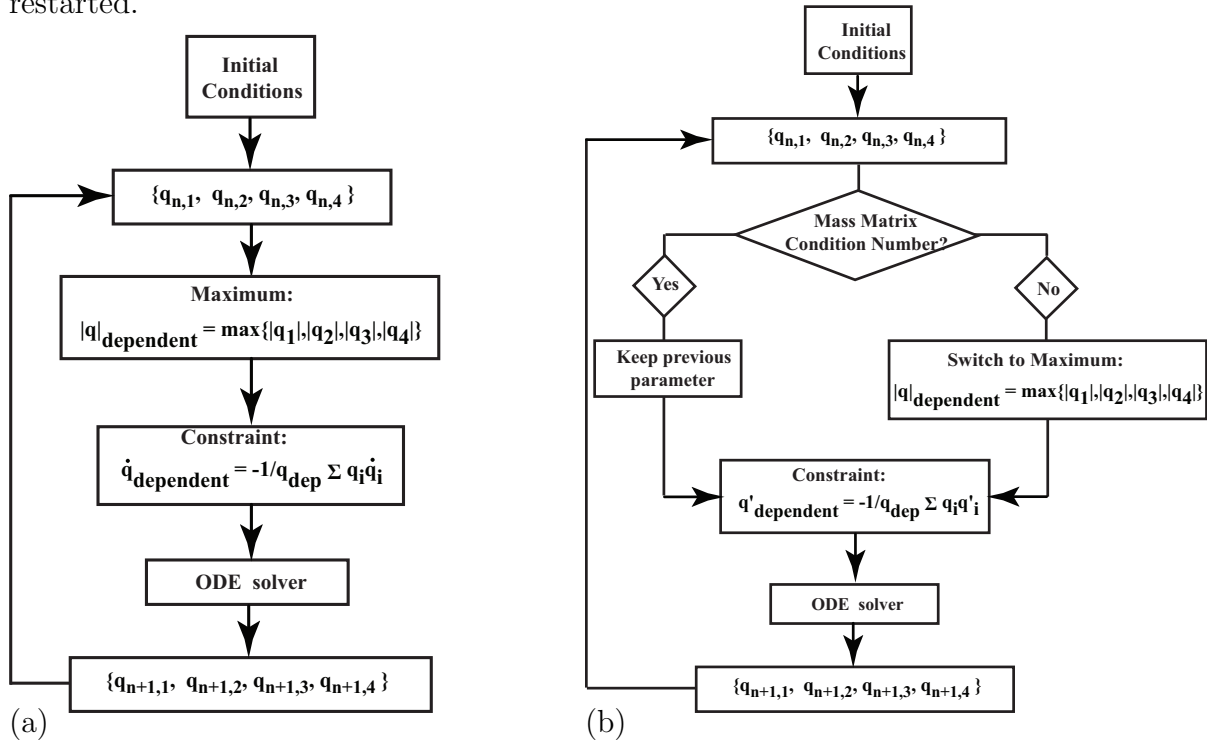 restarted.
Initial
Conditions
{q_{n,1}, q_{n,2}, q_{n,3}, q_{n,4} }
Maximum:
|q|_{dependent} = max{|q_1|,|q_2|,|q_3|,|q_4|}
Constraint:
q̇_{dependent} = -1/q_{dep} Σ q_i q̇_i
ODE solver
{q_{n+1,1}, q_{n+1,2}, q_{n+1,3}, q_{n+1,4} }
(a)
Initial
Conditions
{q_{n,1}, q_{n,2}, q_{n,3}, q_{n,4} }
Mass Matrix
Condition Number?
Yes
No
Keep previous
parameter
Switch to Maximum:
|q|_{dependent} = max{|q_1|,|q_2|,|q_3|,|q_4|}
Constraint:
q'_{dependent} = -1/q_{dep} Σ q_i q'_i
ODE solver
{q_{n+1,1}, q_{n+1,2}, q_{n+1,3}, q_{n+1,4} }
(b)